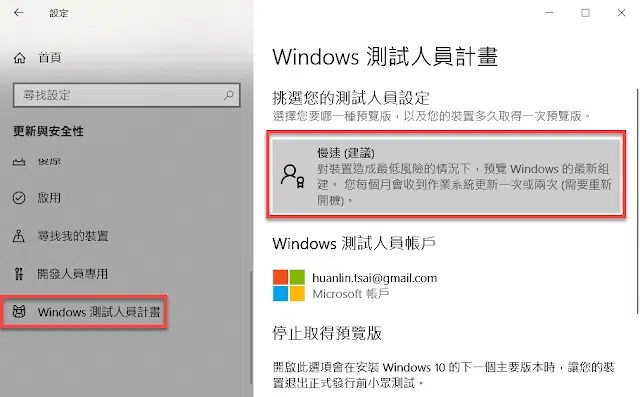 設定
首頁
尋找設定
更新與安全性
復原
啟用
尋找我的裝置
開發人員專用
Windows 測試人員計畫
Windows 測試人員計畫
挑選您的測試人員設定
選擇您要哪一種預覽版，以及您的裝置多久取得一次預覽版。
慢速 (建議)
對裝置造成最低風險的情況下，預覽 Windows 的最新組
建。 您每個月會收到作業系統更新一次或兩次 (需要重新
開機)。
Windows 測試人員帳戶
huanlin.tsai@gmail.com
Microsoft 帳戶
停止取得預覽版
開啟此選項會在安裝 Windows 10 的下一個主要版本時，讓您的裝
置退出正式發行前小眾測試。